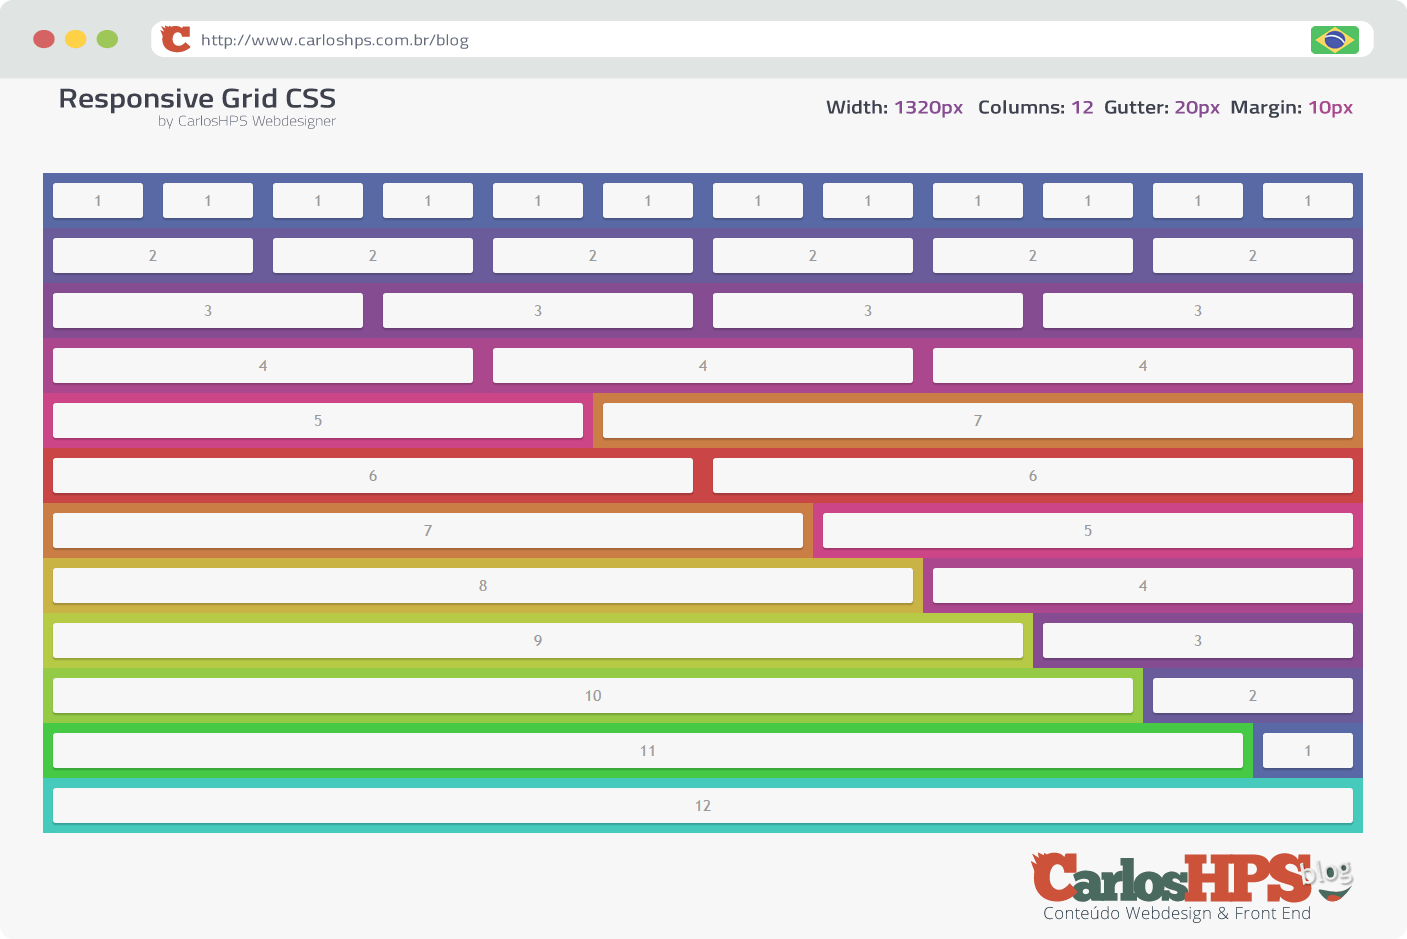 http://www.carloshps.com.br/blog
Responsive Grid CSS
by CarlosHPS Webdesigner
Width: 1320px Columns: 12 Gutter: 20px Margin: 10px
1 1 1 1 1 1 1 1 1 1 1 1
2 2 2 2 2 2
3 3 3 3
4 4 4
5 7
6 6
7 5
8 4
9 3
10 2
11 1
12
CarlosHPS blog
Conteúdo Webdesign & Front End